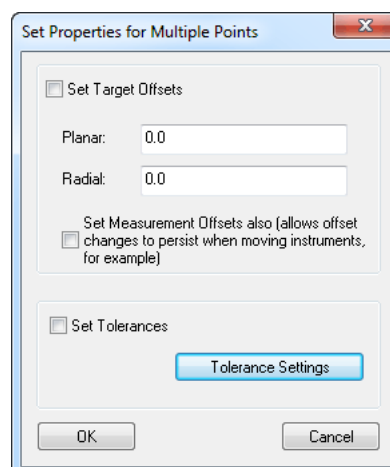 Set Properties for Multiple Points
Set Target Offsets
Planar: 0.0
Radial: 0.0
Set Measurement Offsets also (allows offset
changes to persist when moving instruments,
for example)
Set Tolerances
Tolerance Settings
OK Cancel